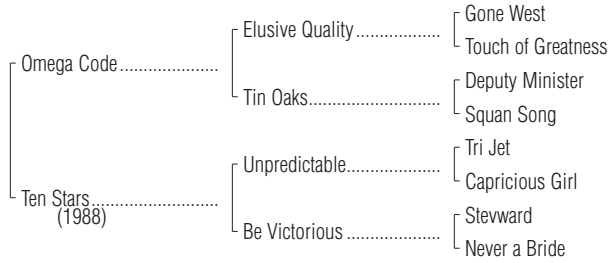 Gone West
Elusive Quality..................
Touch of Greatness
Omega Code.....................
Deputy Minister
Tin Oaks............................
Squan Song
Tri Jet
Unpredictable....................
Capricious Girl
Ten Stars...........................
(1988)
Stevward
Be Victorious ....................
Never a Bride